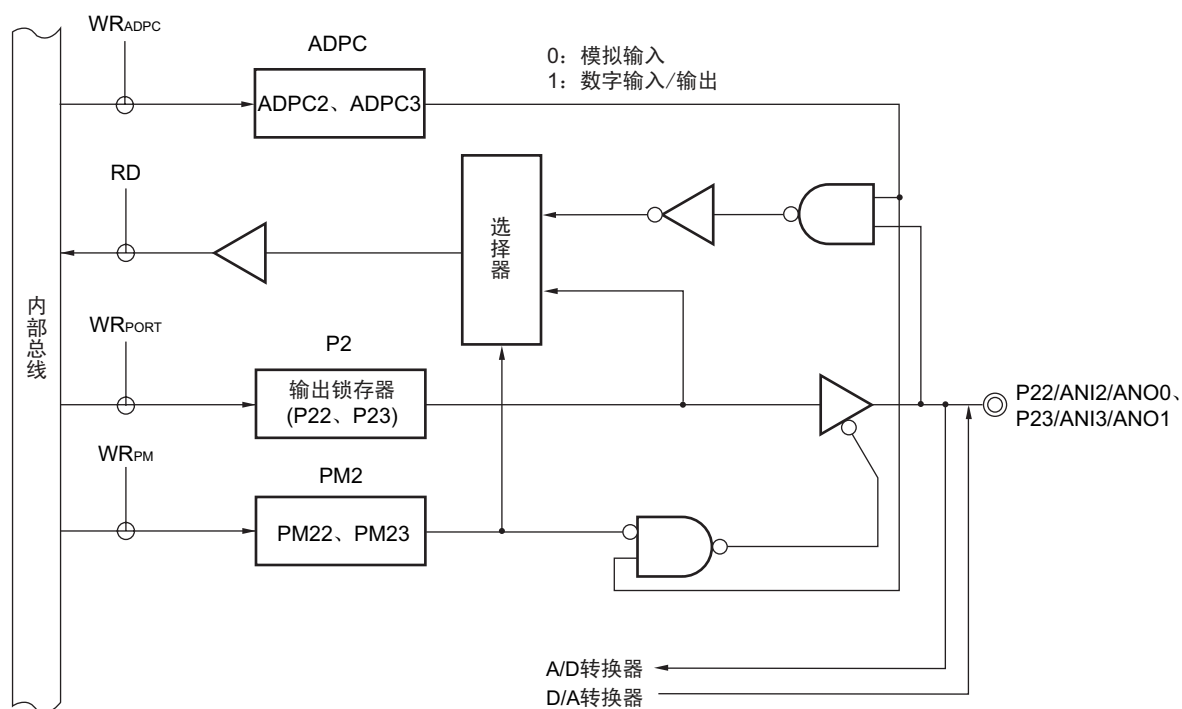 WRADPC
ADPC
0：模拟输入
1：数字输入/输出
ADPC2、ADPC3
RD
选择器
内部总线
WRPORT
P2
输出锁存器
(P22、P23)
P22/ANI2/ANO0、
P23/ANI3/ANO1
WRPM
PM2
PM22、PM23
A/D转换器
D/A转换器